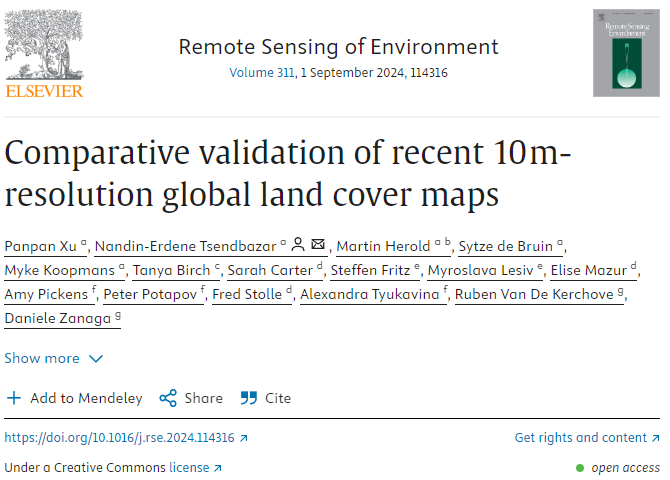 ELSEVIER
Remote Sensing of Environment
Volume 311, 1 September 2024, 114316
Remote Sensing
Environment
Comparative validation of recent 10 m-
resolution global land cover maps
Panpan Xu a, Nandin-Erdene Tsendbazar a, Martin Herold a b, Sytze de Bruin a,
Myke Koopmans a, Tanya Birch c, Sarah Carter d, Steffen Fritz e, Myroslava Lesiv e, Elise Mazur d,
Amy Pickens f, Peter Potapov f, Fred Stolle d, Alexandra Tyukavina f, Ruben Van De Kerchove g,
Daniele Zanaga g
Show more
Add to Mendeley Share Cite
https://doi.org/10.1016/j.rse.2024.114316 Get rights and content
Under a Creative Commons license open access